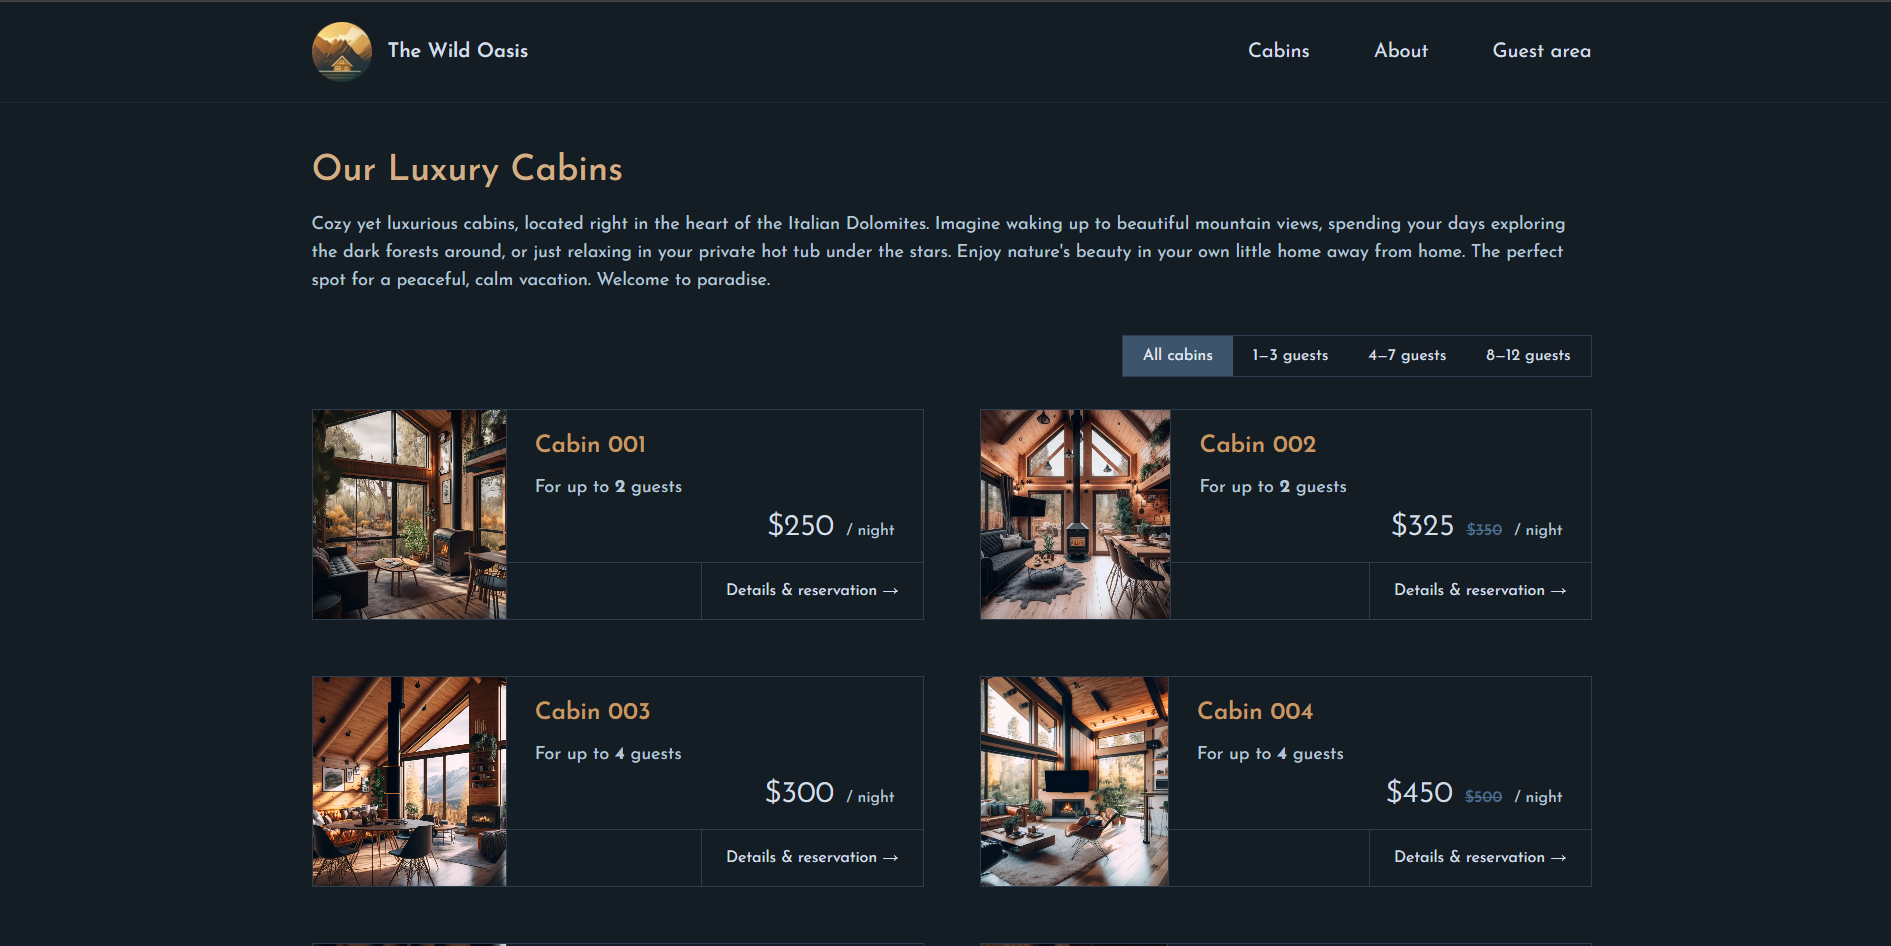 The Wild Oasis
Cabins
About
Guest area
Our Luxury Cabins
Cozy yet luxurious cabins, located right in the heart of the Italian Dolomites. Imagine waking up to beautiful mountain views, spending your days exploring
the dark forests around, or just relaxing in your private hot tub under the stars. Enjoy nature's beauty in your own little home away from home. The perfect
spot for a peaceful, calm vacation. Welcome to paradise.
All cabins
1—3 guests
4—7 guests
8—12 guests
Cabin 001
For up to 2 guests
$250 / night
Details & reservation →
Cabin 002
For up to 2 guests
$325 $350 / night
Details & reservation →
Cabin 003
For up to 4 guests
$300 / night
Details & reservation →
Cabin 004
For up to 4 guests
$450 $500 / night
Details & reservation →